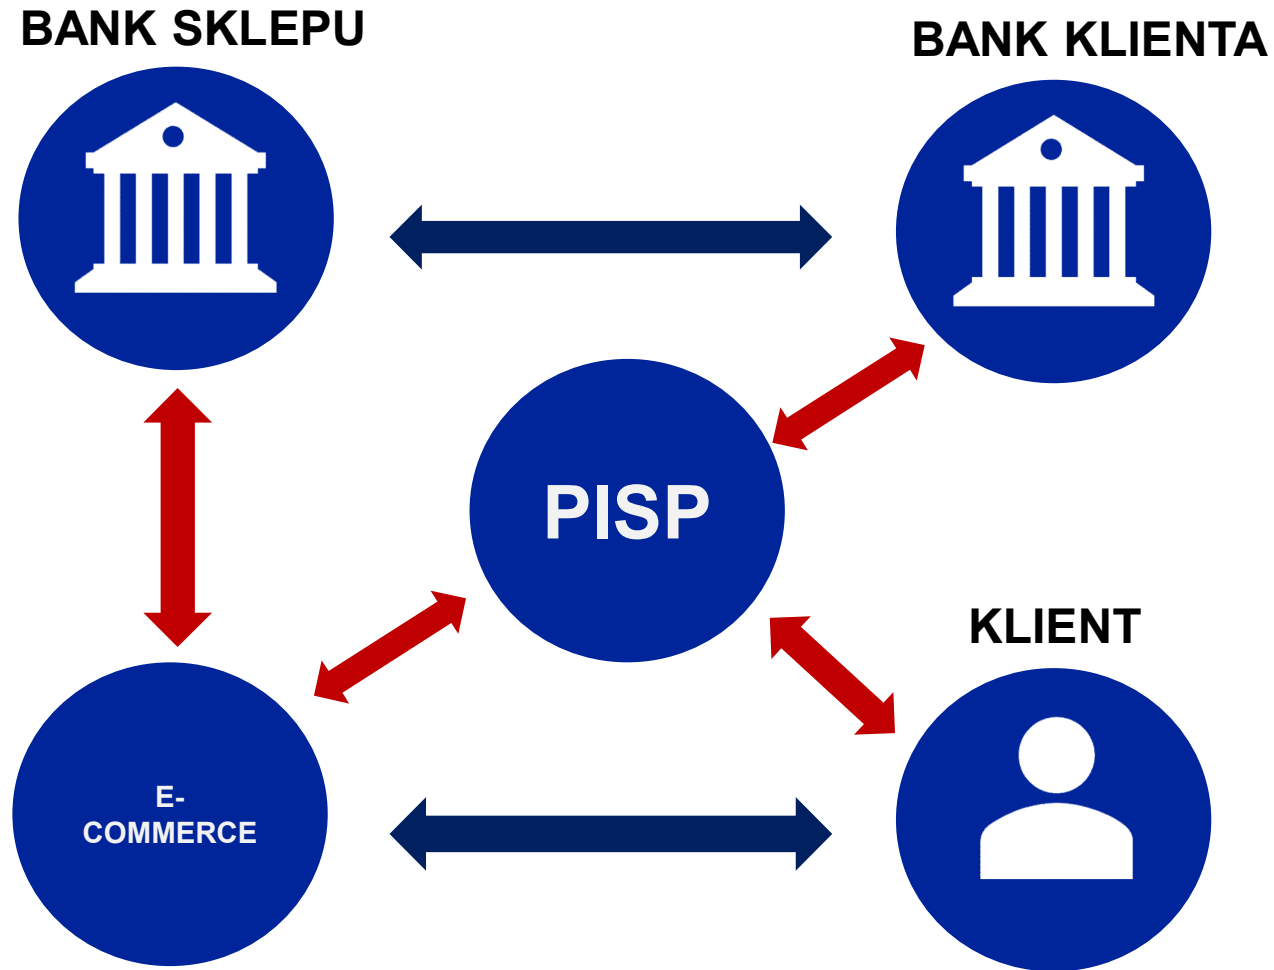 BANK SKLEPU
BANK KLIENTA
PISP
KLIENT
E-
COMMERCE